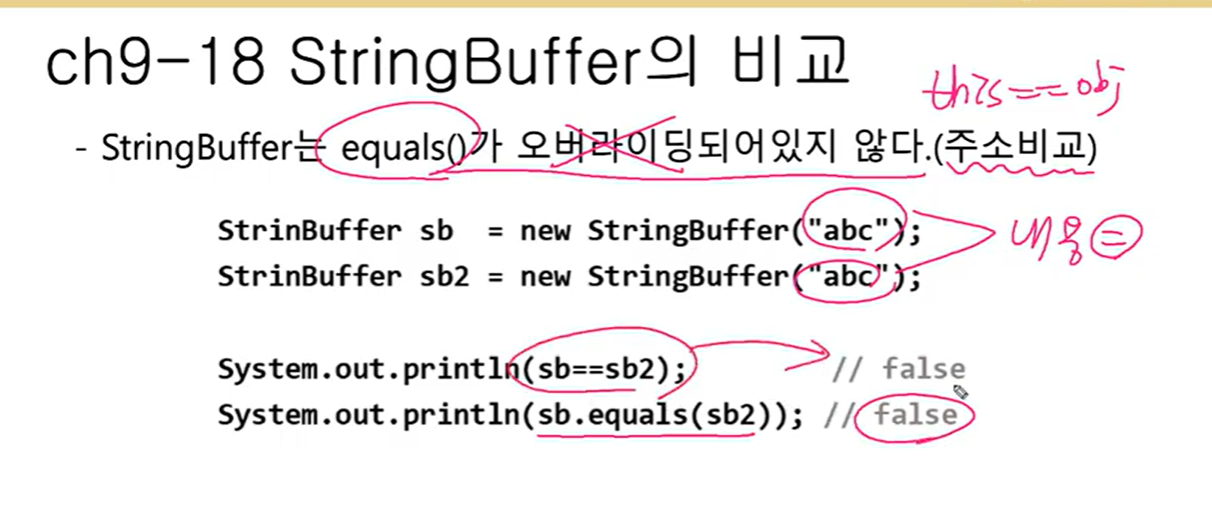 ch9-18 StringBuffer의 비교
this==obj
- StringBuffer는 equals()가 오버라이딩되어있지 않다.(주소비교)
StrinBuffer sb = new StringBuffer("abc");
StrinBuffer sb2 = new StringBuffer("abc");
내용 =
System.out.println(sb==sb2); // false
System.out.println(sb.equals(sb2)); // false